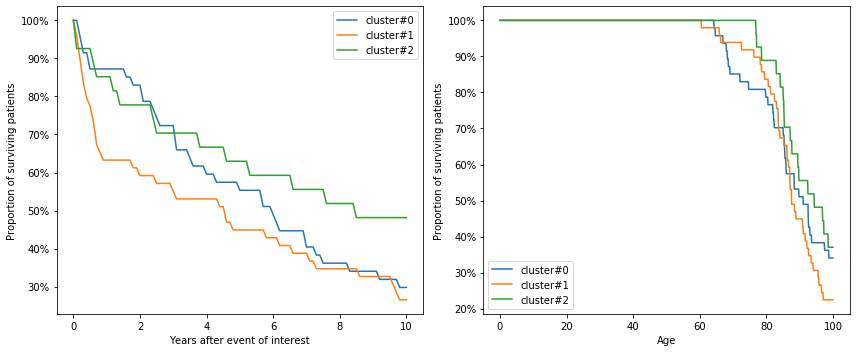 100%
90%
80%
70%
60%
50%
40%
30%
Proportion of surviving patients
0
2
4
6
8
10
Years after event of interest
cluster#0
cluster#1
cluster#2
100%
90%
80%
70%
60%
50%
40%
30%
20%
Proportion of surviving patients
0
20
40
60
80
100
Age
cluster#0
cluster#1
cluster#2